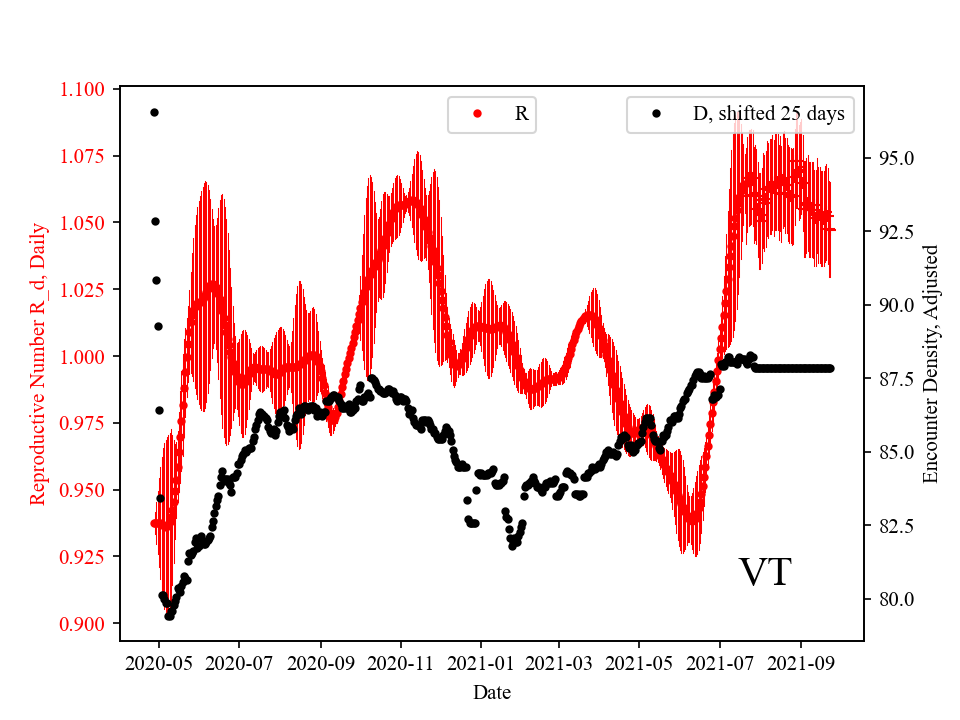 R
D, shifted 25 days
Reproductive Number R_d, Daily
1.100
1.075
1.050
1.025
1.000
0.975
0.950
0.925
0.900
95.0
92.5
90.0
87.5
85.0
82.5
80.0
Encounter Density, Adjusted
VT
2020-05 2020-07 2020-09 2020-11 2021-01 2021-03 2021-05 2021-07 2021-09
Date